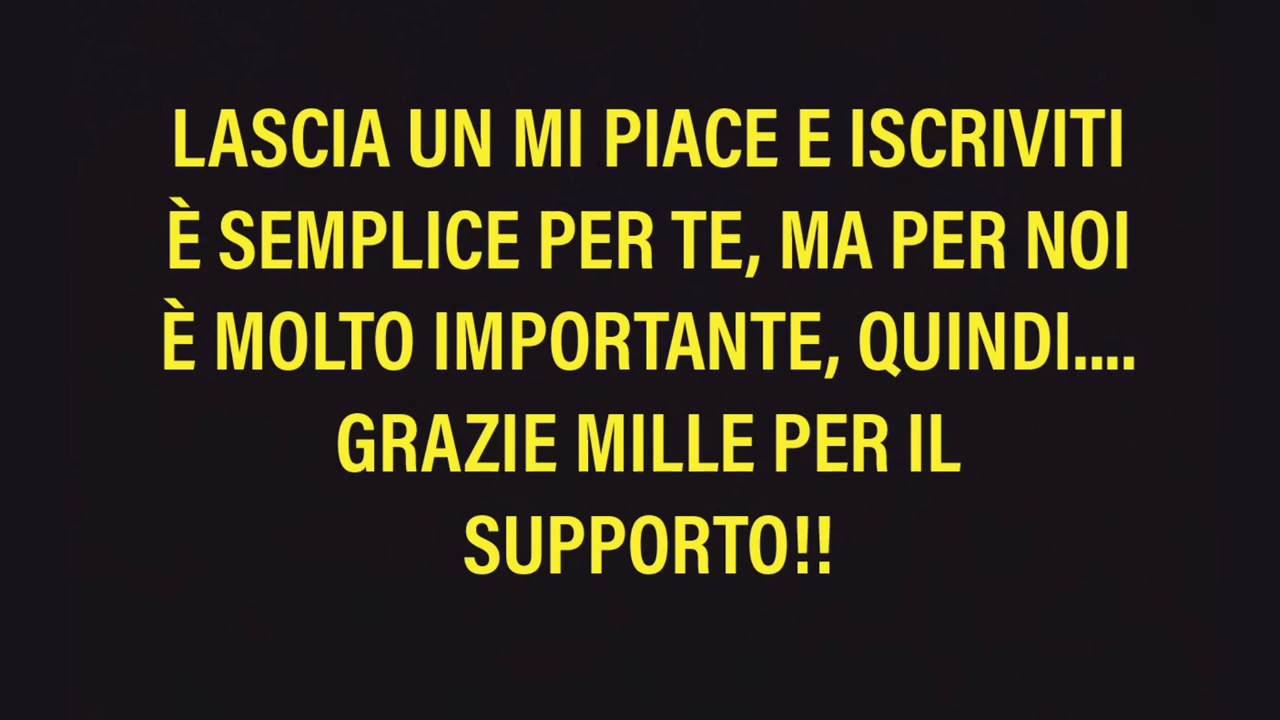 LASCIA UN MI PIACE E ISCRIVITI
È SEMPLICE PER TE, MA PER NOI
È MOLTO IMPORTANTE, QUINDI....
GRAZIE MILLE PER IL
SUPPORTO!!